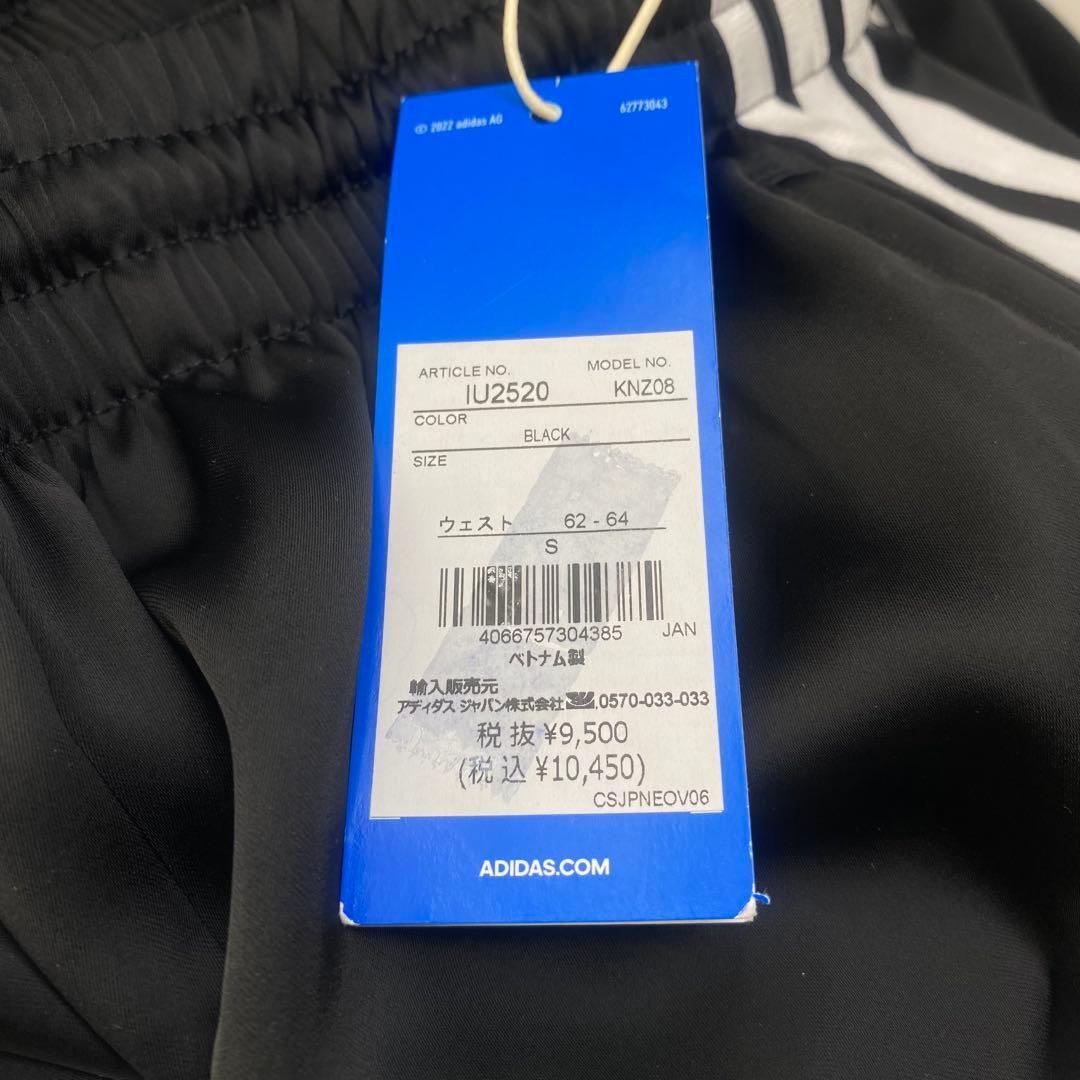 © 2022 adidas AG 62773043
ARTICLE NO. MODEL NO.
IU2520 KNZ08
COLOR
BLACK
SIZE
ウェスト 62 - 64
S
4066757304385 JAN
ベトナム製
輸入販売元
アディダス ジャパン株式会社 0570-033-033
税抜 ¥9,500
(税込 ¥10,450)
CSJPNEOV06
ADIDAS.COM